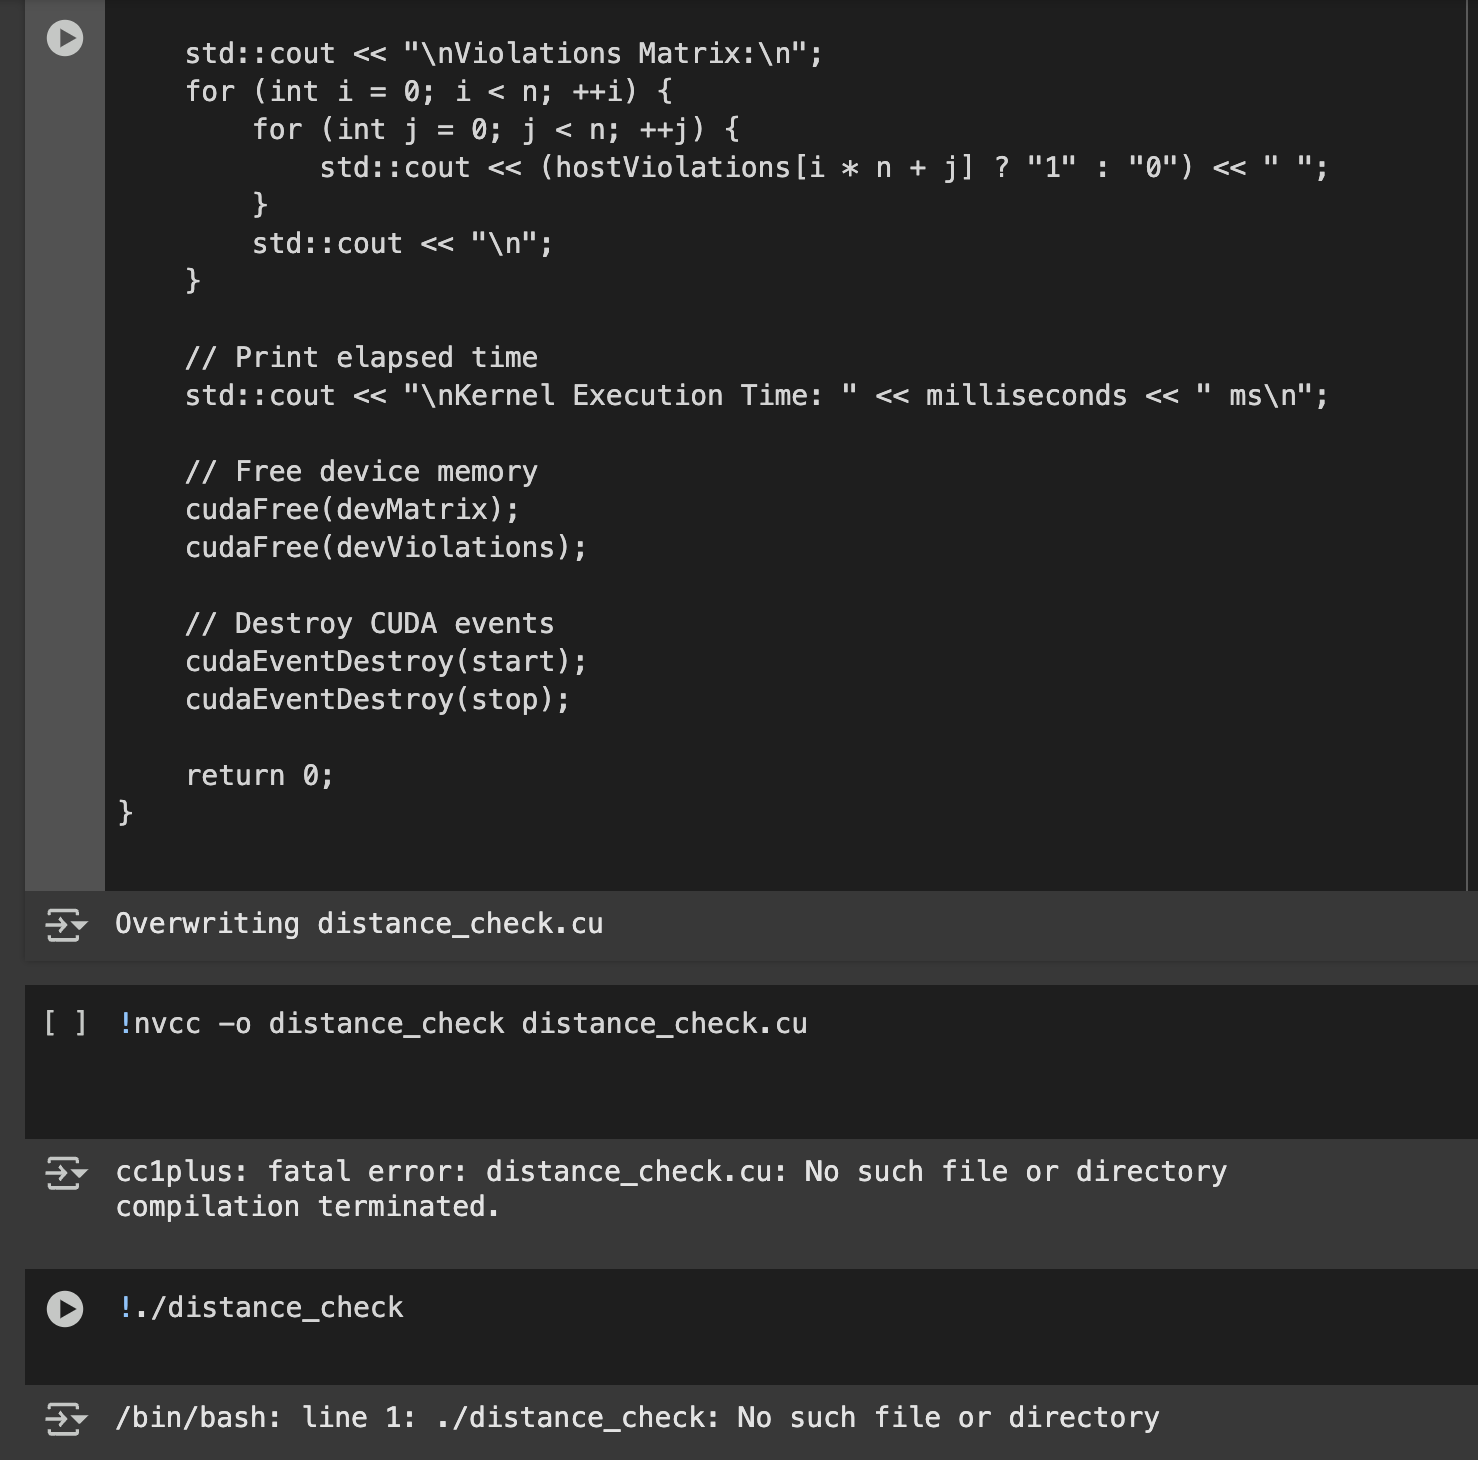 std::cout << "\nViolations Matrix:\n";
    for (int i = 0; i < n; ++i) {
        for (int j = 0; j < n; ++j) {
            std::cout << (hostViolations[i * n + j] ? "1" : "0") << " ";
        }
        std::cout << "\n";
    }
    // Print elapsed time
    std::cout << "\nKernel Execution Time: " << milliseconds << " ms\n";
    // Free device memory
    cudaFree(devMatrix);
    cudaFree(devViolations);
    // Destroy CUDA events
    cudaEventDestroy(start);
    cudaEventDestroy(stop);
    return 0;
}
Overwriting distance_check.cu
[ ] !nvcc -o distance_check distance_check.cu
cc1plus: fatal error: distance_check.cu: No such file or directory
compilation terminated.
!./distance_check
/bin/bash: line 1: ./distance_check: No such file or directory